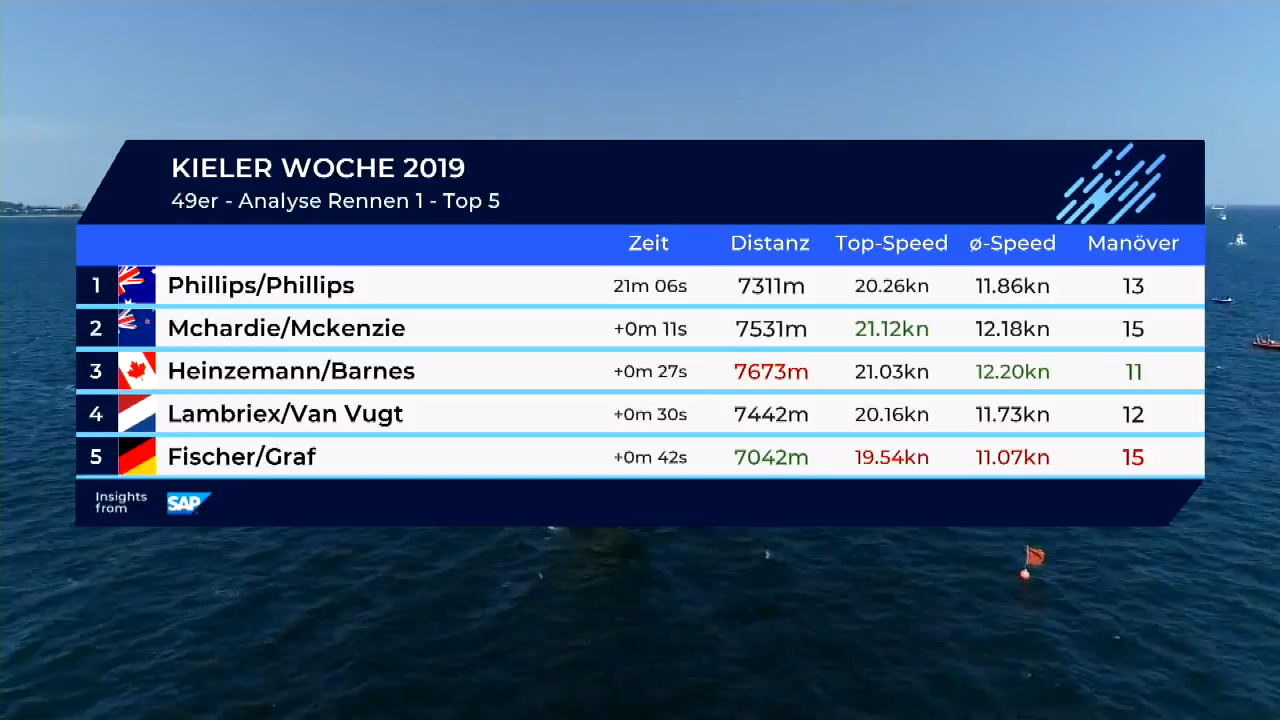 KIELER WOCHE 2019
49er - Analyse Rennen 1 - Top 5
Zeit Distanz Top-Speed ø-Speed Manöver
1 Phillips/Phillips 21m 06s 7311m 20.26kn 11.86kn 13
2 Mchardie/Mckenzie +0m 11s 7531m 21.12kn 12.18kn 15
3 Heinzemann/Barnes +0m 27s 7673m 21.03kn 12.20kn 11
4 Lambriex/Van Vugt +0m 30s 7442m 20.16kn 11.73kn 12
5 Fischer/Graf +0m 42s 7042m 19.54kn 11.07kn 15
Insights
from
SAP